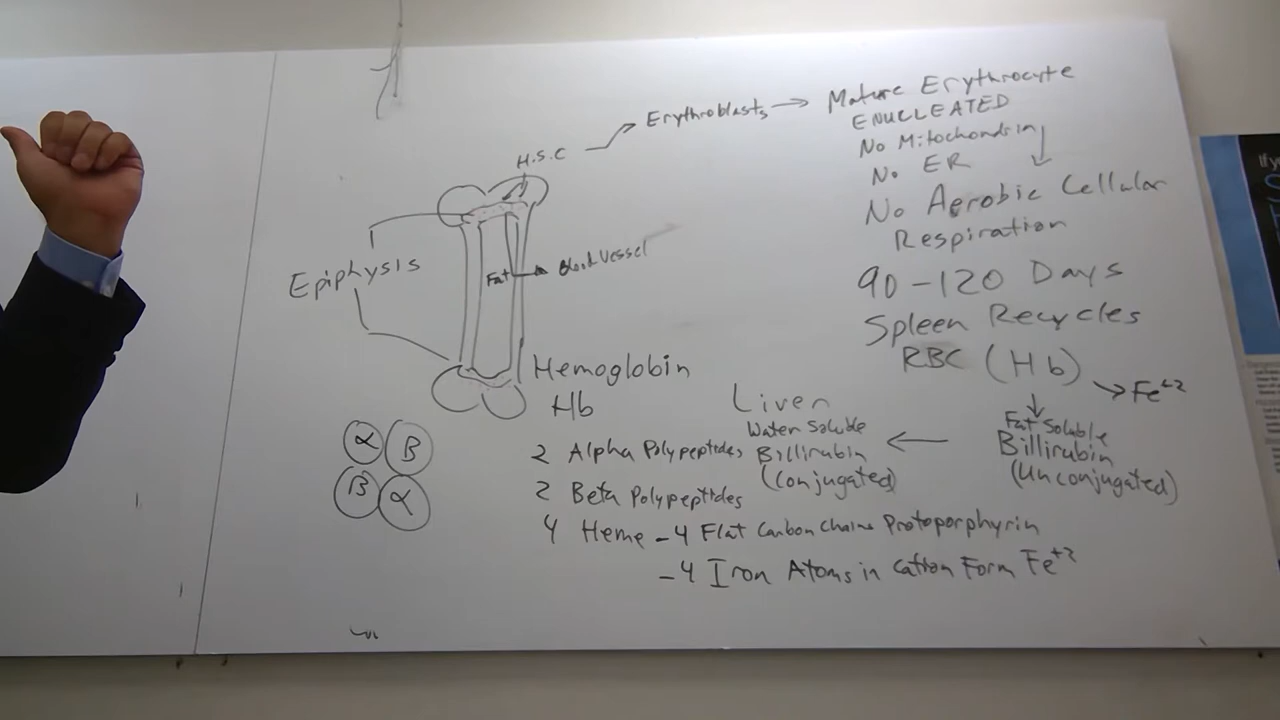 H.S.C
Erythroblasts
Mature Erythrocyte
ENUCLEATED
No Mitochondria
No ER
No Aerobic Cellular
Respiration
90-120 Days
Spleen Recycles
RBC (Hb)
Fe+2
Fat Soluble
Billirubin
(Unconjugated)
Liver
Water Soluble
Billirubin
(Conjugated)
Epiphysis
Fat
Blood Vessel
Hemoglobin
Hb
α B
B α
2 Alpha Polypeptides
2 Beta Polypeptides
4 Heme - 4 Flat Carbon Chains Protoporphyrin
- 4 Iron Atoms in Cation Form Fe+2